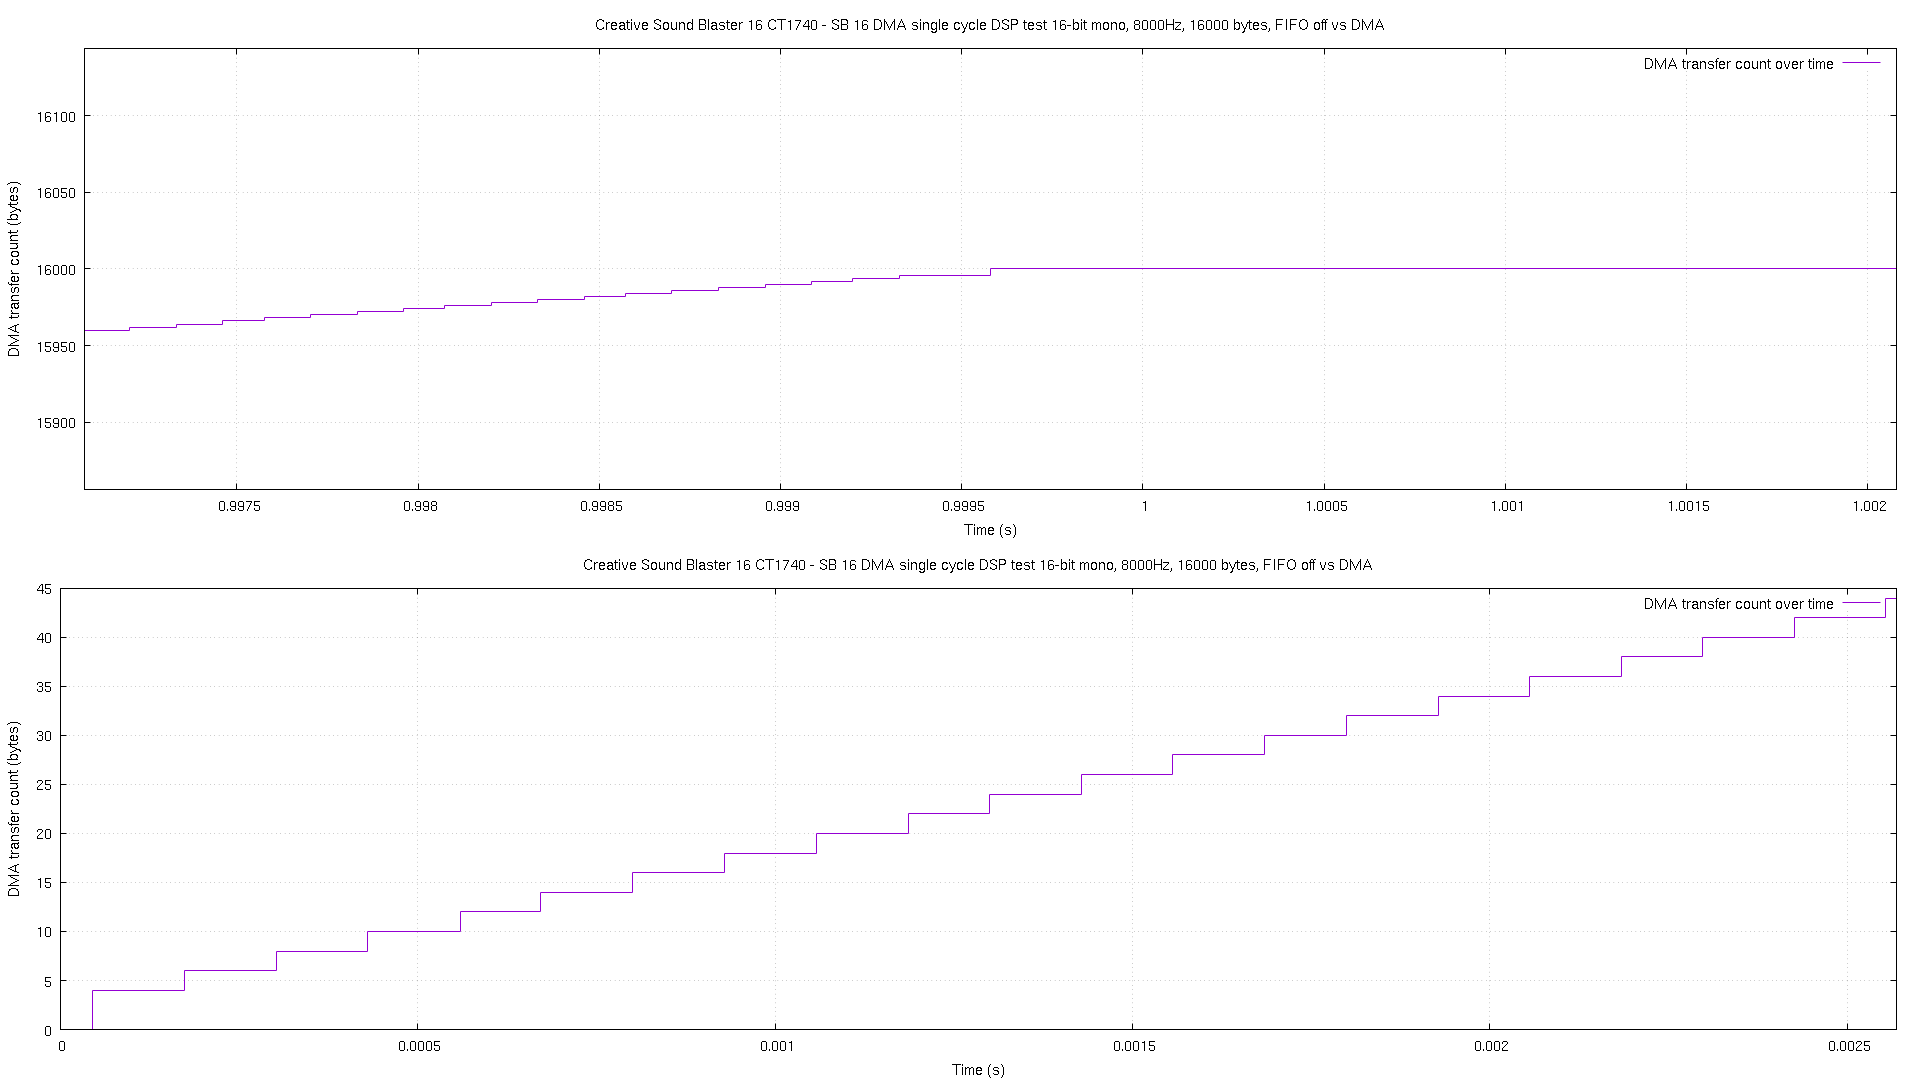 Creative Sound Blaster 16 CT1740 - SB 16 DMA single cycle DSP test 16-bit mono, 8000Hz, 16000 bytes, FIFO off vs DMA
DMA transfer count over time
16100
16050
16000
15950
15900
DMA transfer count (bytes)
0.9975 0.998 0.9985 0.999 0.9995 1 1.0005 1.001 1.0015 1.002
Time (s)
Creative Sound Blaster 16 CT1740 - SB 16 DMA single cycle DSP test 16-bit mono, 8000Hz, 16000 bytes, FIFO off vs DMA
DMA transfer count over time
45
40
35
30
25
20
15
10
5
0
DMA transfer count (bytes)
0 0.0005 0.001 0.0015 0.002 0.0025
Time (s)